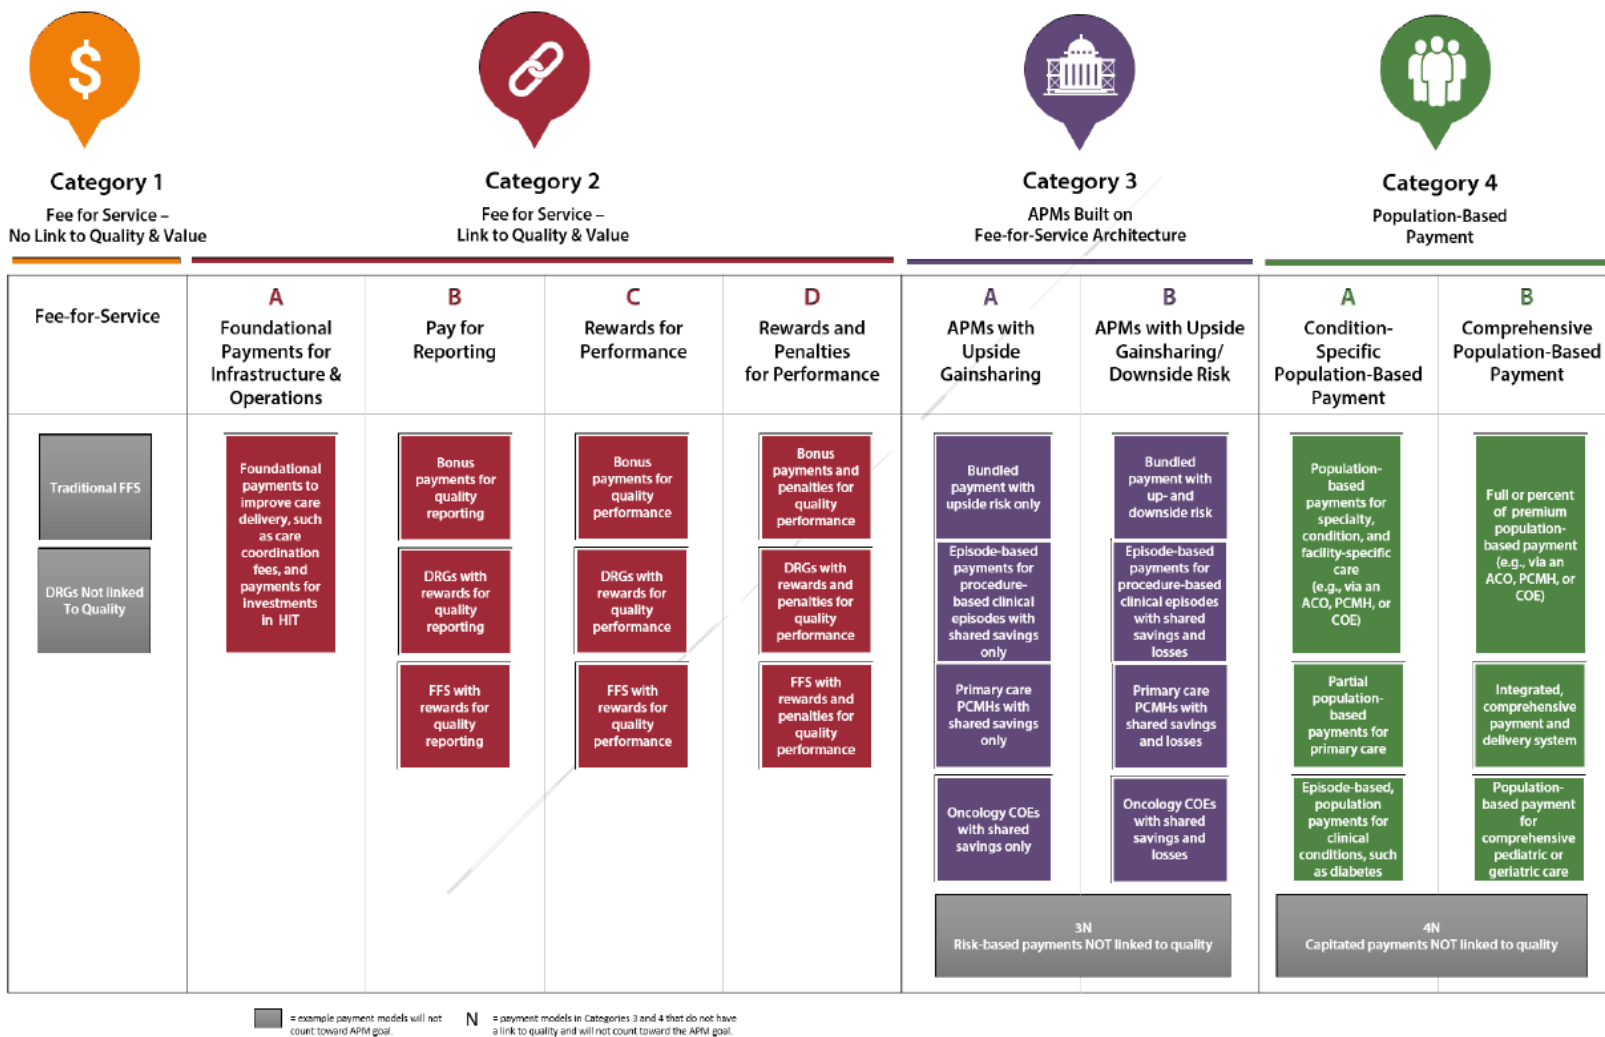 $
Category 1
Fee for Service –
No Link to Quality & Value
Category 2
Fee for Service –
Link to Quality & Value
Category 3
APMs Built on
Fee-for-Service Architecture
Category 4
Population-Based
Payment
Fee-for-Service
A
Foundational
Payments for
Infrastructure &
Operations
B
Pay for
Reporting
C
Rewards for
Performance
D
Rewards and
Penalties
for Performance
A
APMs with
Upside
Gainsharing
B
APMs with Upside
Gainsharing/
Downside Risk
A
Condition-
Specific
Population-Based
Payment
B
Comprehensive
Population-Based
Payment
Traditional FFS
DRGs Not linked
To Quality
Foundational
payments to
improve care
delivery, such
as care
coordination
fees, and
payments for
investments
in HIT
Bonus
payments for
quality
reporting
DRGs with
rewards for
quality
reporting
FFS with
rewards for
quality
reporting
Bonus
payments for
quality
performance
DRGs with
rewards for
quality
performance
FFS with
rewards for
quality
performance
Bonus
payments and
penalties for
quality
performance
DRGs with
rewards and
penalties for
quality
performance
FFS with
rewards and
penalties for
quality
performance
Bundled
payment with
upside risk only
Episode-based
payments for
procedure-
based clinical
episodes with
shared savings
only
Primary care
PCMHs with
shared savings
only
Oncology COEs
with shared
savings only
Bundled
payment with
up- and
downside risk
Episode-based
payments for
procedure-based
clinical episodes
with shared
savings and
losses
Primary care
PCMHs with
shared savings
and losses
Oncology COEs
with shared
savings and
losses
3N
Risk-based payments NOT linked to quality
Population-
based
payments for
specialty,
condition, and
facility-specific
care
(e.g., via an
ACO, PCMH, or
COE)
Partial
population-
based
payments for
primary care
Episode-based,
population
payments for
clinical
conditions, such
as diabetes
Full or percent
of premium
population-
based payment
(e.g., via an
ACO, PCMH, or
COE)
Integrated,
comprehensive
payment and
delivery system
Population-
based payment
for
comprehensive
pediatric or
geriatric care
4N
Capitated payments NOT linked to quality
= example payment models will not
count toward APM goal.
N = payment models in Categories 3 and 4 that do not have
a link to quality and will not count toward the APM goal.